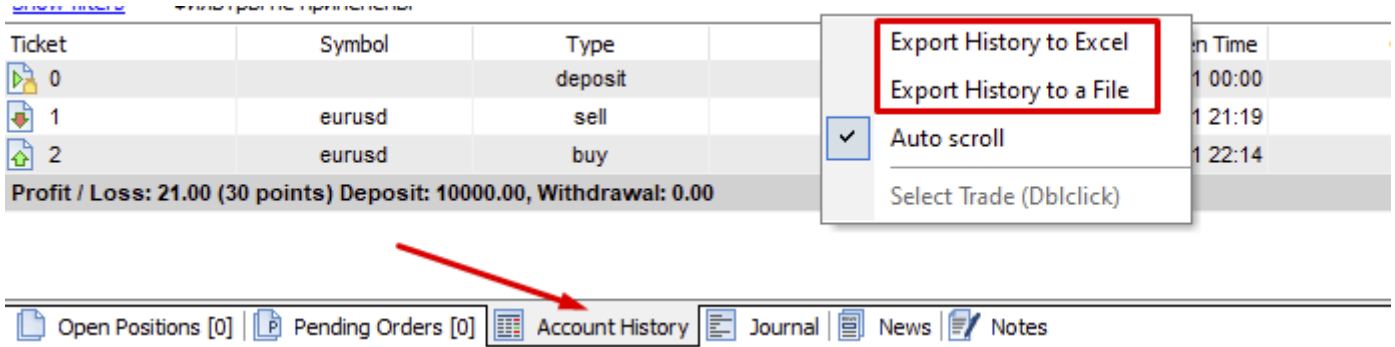 Show filters Фильтры не применены
Ticket Symbol Type en Time
0 deposit 1 00:00
1 eurusd sell 1 21:19
2 eurusd buy 1 22:14
Profit / Loss: 21.00 (30 points) Deposit: 10000.00, Withdrawal: 0.00
Export History to Excel
Export History to a File
Auto scroll
Select Trade (Dblclick)
Open Positions [0] Pending Orders [0] Account History Journal News Notes